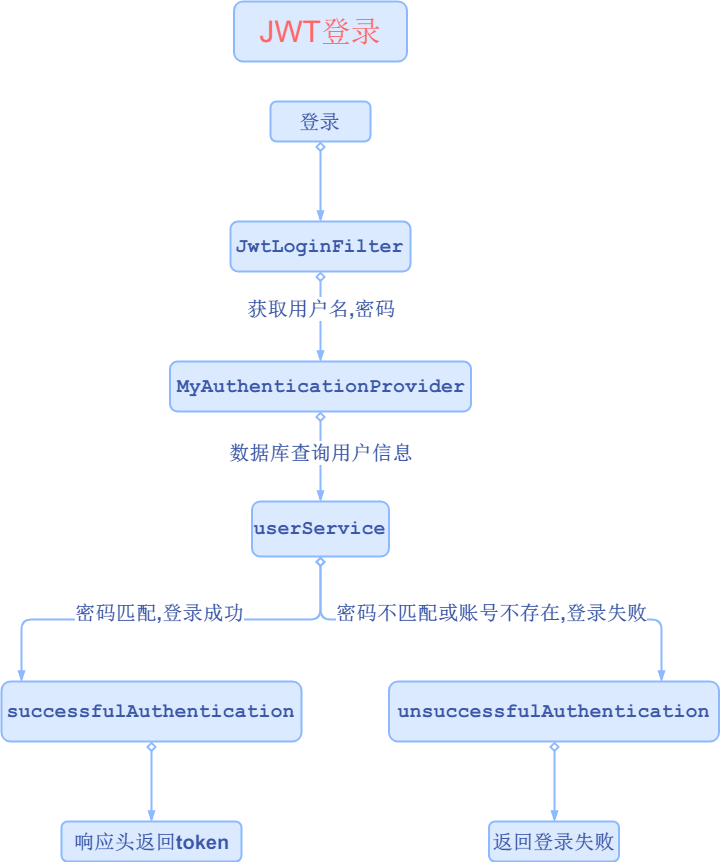 JWT登录
登录
JwtLoginFilter
获取用户名,密码
MyAuthenticationProvider
数据库查询用户信息
userService
密码匹配,登录成功
密码不匹配或账号不存在,登录失败
successfulAuthentication
unsuccessfulAuthentication
响应头返回token
返回登录失败